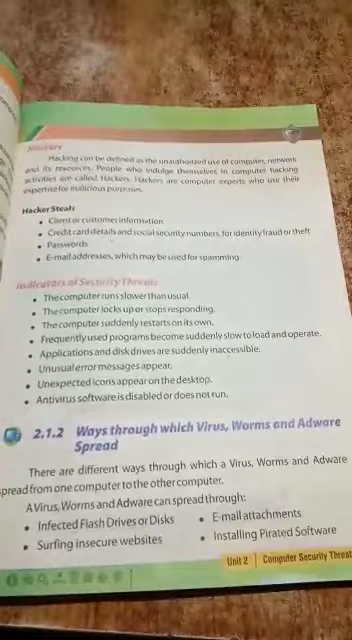 Hackers
Hacking can be defined as the unauthorized use of computer, network
and its resources. People who indulge themselves in computer hacking
activities are called Hackers. Hackers are computer experts who use their
expertise for malicious purposes.
Hacker Steals
• Client or customer information
• Credit card details and social security numbers, for identity fraud or theft
• Passwords
• E-mail addresses, which may be used for spamming
Indicators of Security Threats
• The computer runs slower than usual.
• The computer locks up or stops responding.
• The computer suddenly restarts on its own.
• Frequently used programs become suddenly slow to load and operate.
• Applications and disk drives are suddenly inaccessible.
• Unusual error messages appear.
• Unexpected icons appear on the desktop.
• Antivirus software is disabled or does not run.
2.1.2 Ways through which Virus, Worms and Adware
Spread
There are different ways through which a Virus, Worms and Adware
spread from one computer to the other computer.
A Virus, Worms and Adware can spread through:
• Infected Flash Drives or Disks • E-mail attachments
• Surfing insecure websites • Installing Pirated Software
Unit 2 | Computer Security Threat